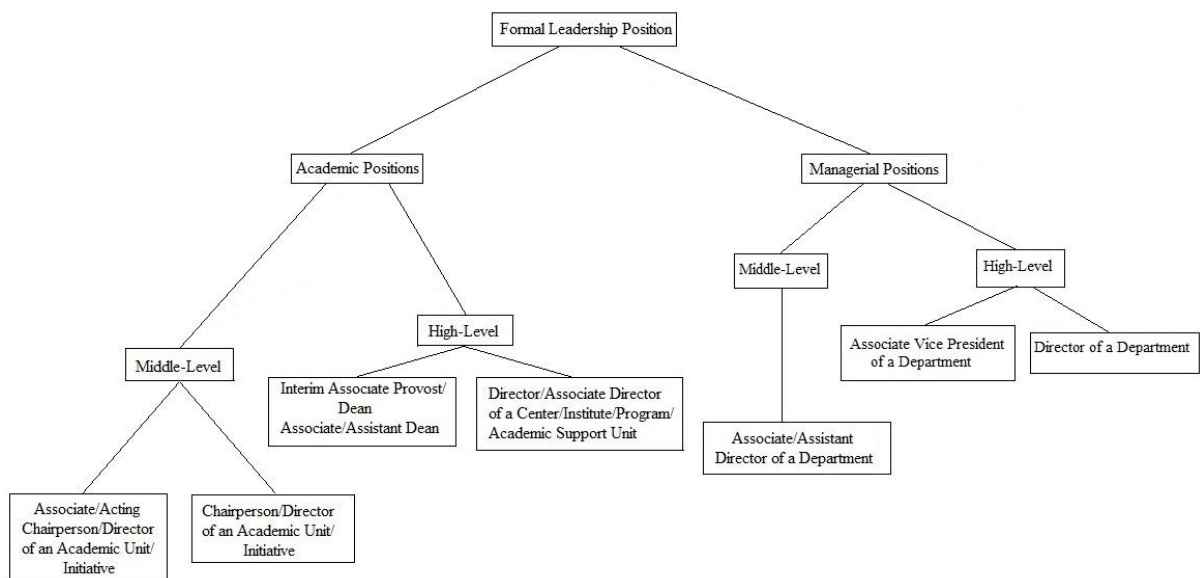 Formal Leadership Position
Academic Positions
Managerial Positions
Middle-Level
High-Level
High-Level
Middle-Level
Associate Vice President
of a Department
Director of a Department
Interim Associate Provost/
Dean
Associate/Assistant Dean
Director/Associate Director
of a Center/Institute/Program/
Academic Support Unit
Associate/Assistant
Director of a Department
Associate/Acting
Chairperson/Director
of an Academic Unit/
Initiative
Chairperson/Director
of an Academic Unit/
Initiative